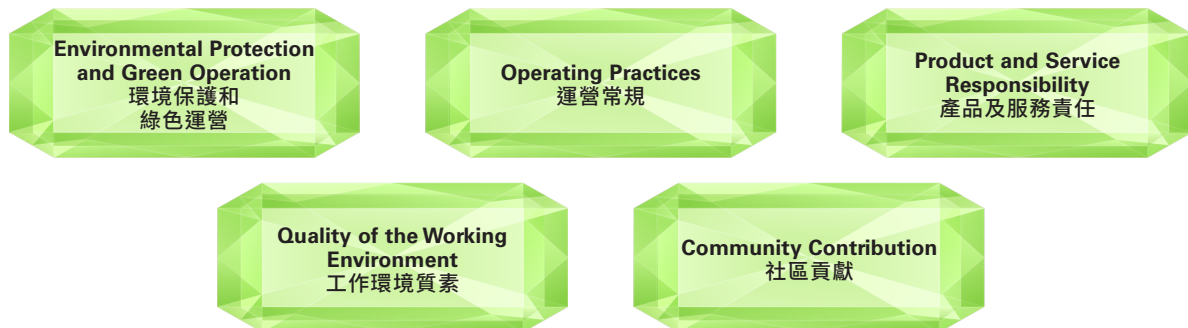 Environmental Protection
and Green Operation
環境保護和
綠色運營
Operating Practices
運營常規
Product and Service
Responsibility
產品及服務責任
Quality of the Working
Environment
工作環境質素
Community Contribution
社區貢獻